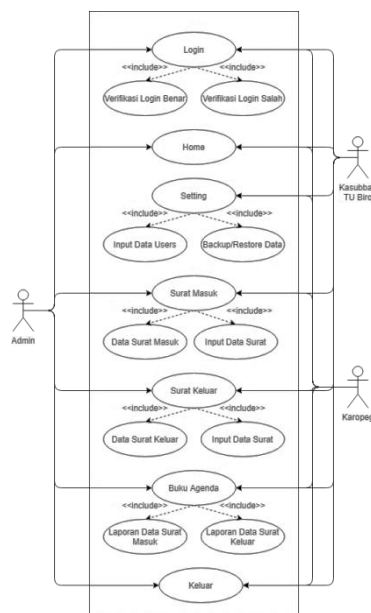 Login
<<include>>
<<include>>
Verifikasi Login Benar
Verifikasi Login Salah
Home
Kasubbag
TU Biro
Setting
<<include>>
<<include>>
Input Data Users
Backup/Restore Data
Surat Masuk
Admin
<<include>>
<<include>>
Data Surat Masuk
Input Data Surat
Surat Keluar
Karopeg
<<include>>
<<include>>
Data Surat Keluar
Input Data Surat
Buku Agenda
<<include>>
<<include>>
Laporan Data Surat
Masuk
Laporan Data Surat
Keluar
Keluar